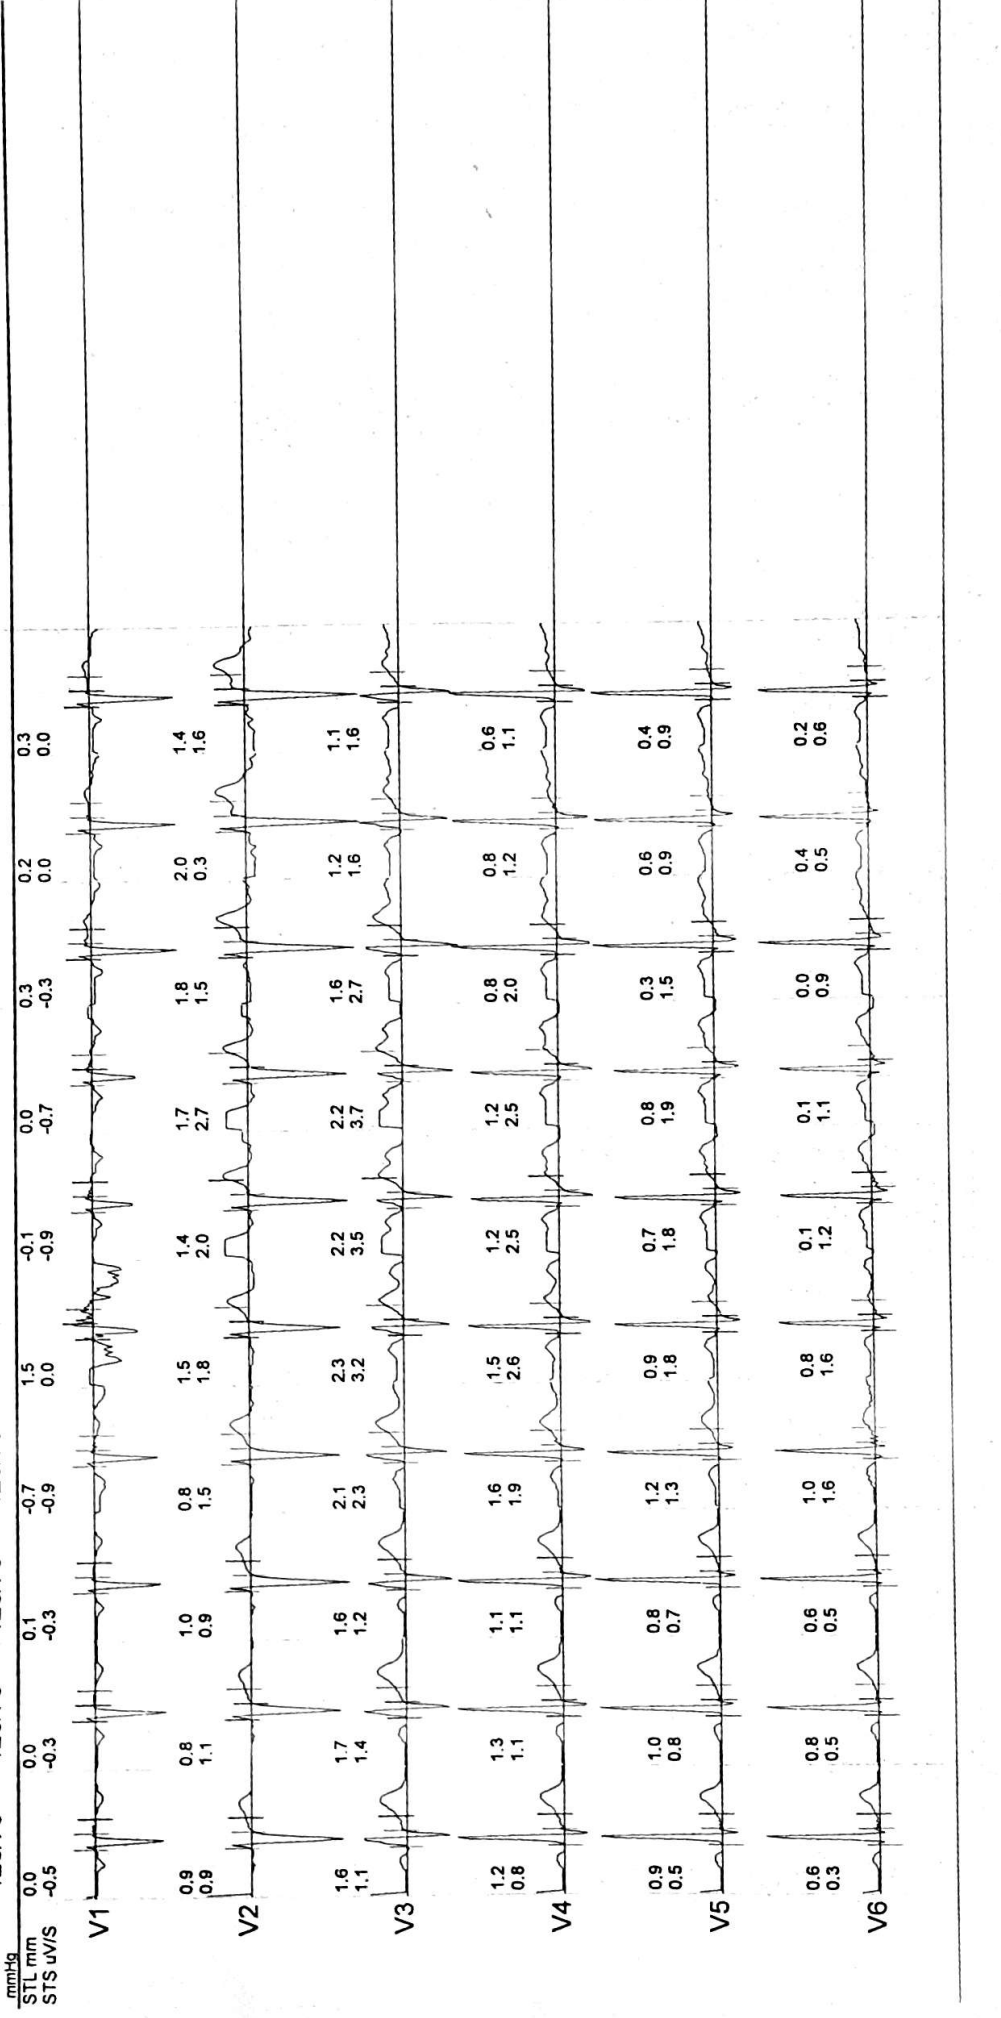 mmHg
STL mm 0.0 0.0 0.1 -0.7 1.5 -0.1 0.0 0.3 0.2 0.3
STS uV/S -0.5 -0.3 -0.3 -0.9 0.0 -0.9 -0.7 -0.3 0.0 0.0
V1
0.9 0.8 1.0 0.8 1.5 1.4 1.7 1.8 2.0 1.4
0.9 1.1 0.9 1.5 1.8 2.0 2.7 1.5 0.3 1.6
V2
1.6 1.7 1.6 2.1 2.3 2.2 2.2 1.6 1.2 1.1
1.1 1.4 1.2 2.3 3.2 3.5 3.7 2.7 1.6 1.6
V3
1.2 1.3 1.1 1.6 1.5 1.2 1.2 0.8 0.8 0.6
0.8 1.1 1.1 1.9 2.6 2.5 2.5 2.0 1.2 1.1
V4
0.9 1.0 0.8 1.2 0.9 0.7 0.8 0.3 0.6 0.4
0.5 0.8 0.7 1.3 1.8 1.8 1.9 1.5 0.9 0.9
V5
0.6 0.8 0.6 1.0 0.8 0.1 0.1 0.0 0.4 0.2
0.3 0.5 0.5 1.6 1.6 1.2 1.1 0.9 0.5 0.6
V6